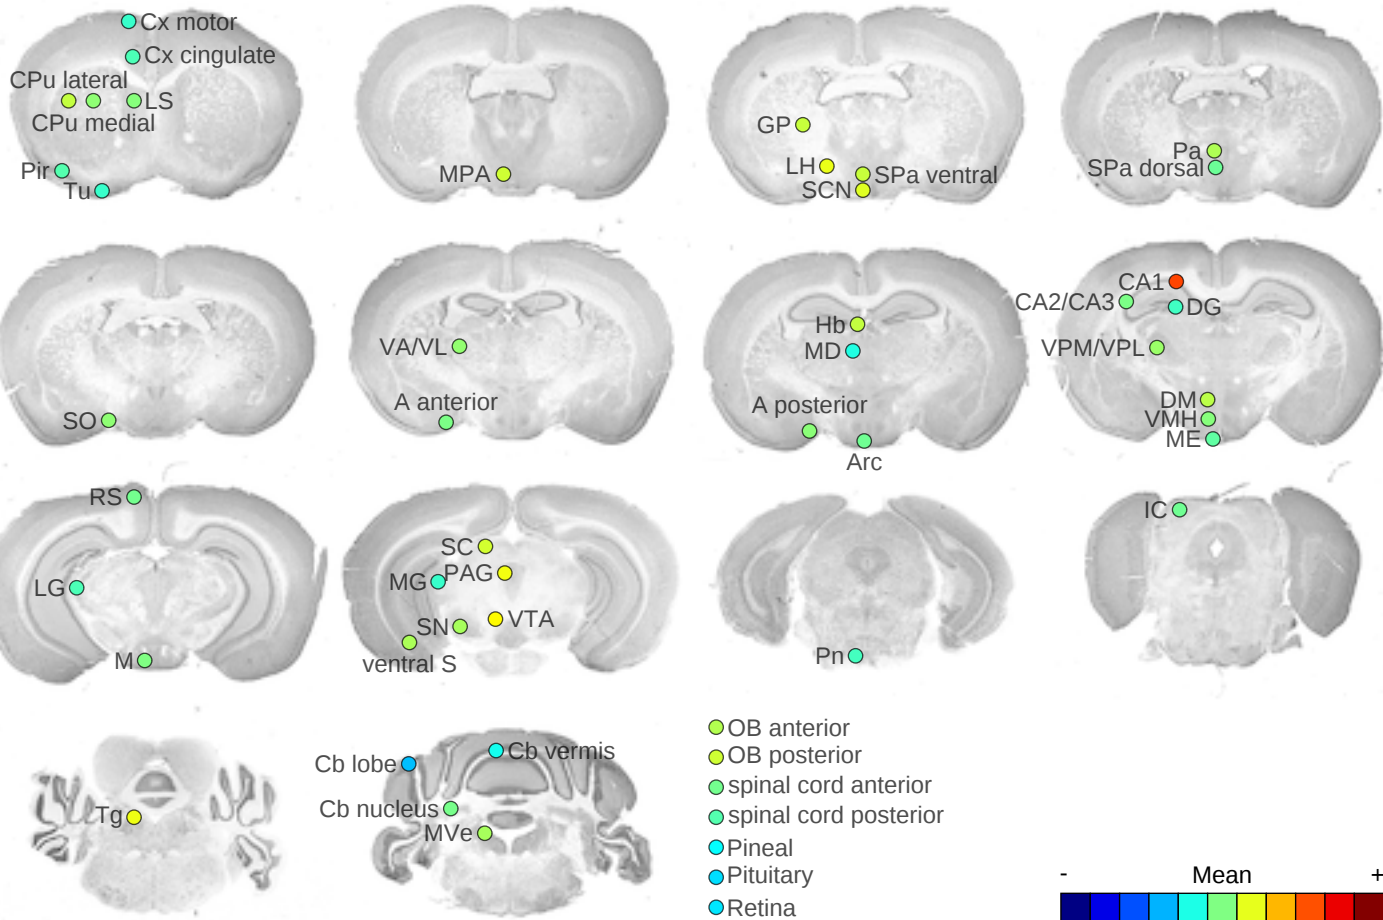 Cx motor
Cx cingulate
CPu lateral
LS
CPu medial
Pir
Tu
MPA
GP
LH
SPa ventral
SCN
Pa
SPa dorsal
SO
VA/VL
A anterior
Hb
MD
A posterior
Arc
CA1
CA2/CA3
DG
VPM/VPL
DM
VMH
ME
RS
LG
M
SC
PAG
MG
VTA
SN
ventral S
Pn
IC
Tg
Cb lobe
Cb vermis
Cb nucleus
MVe
OB anterior
OB posterior
spinal cord anterior
spinal cord posterior
Pineal
Pituitary
Retina
- Mean +